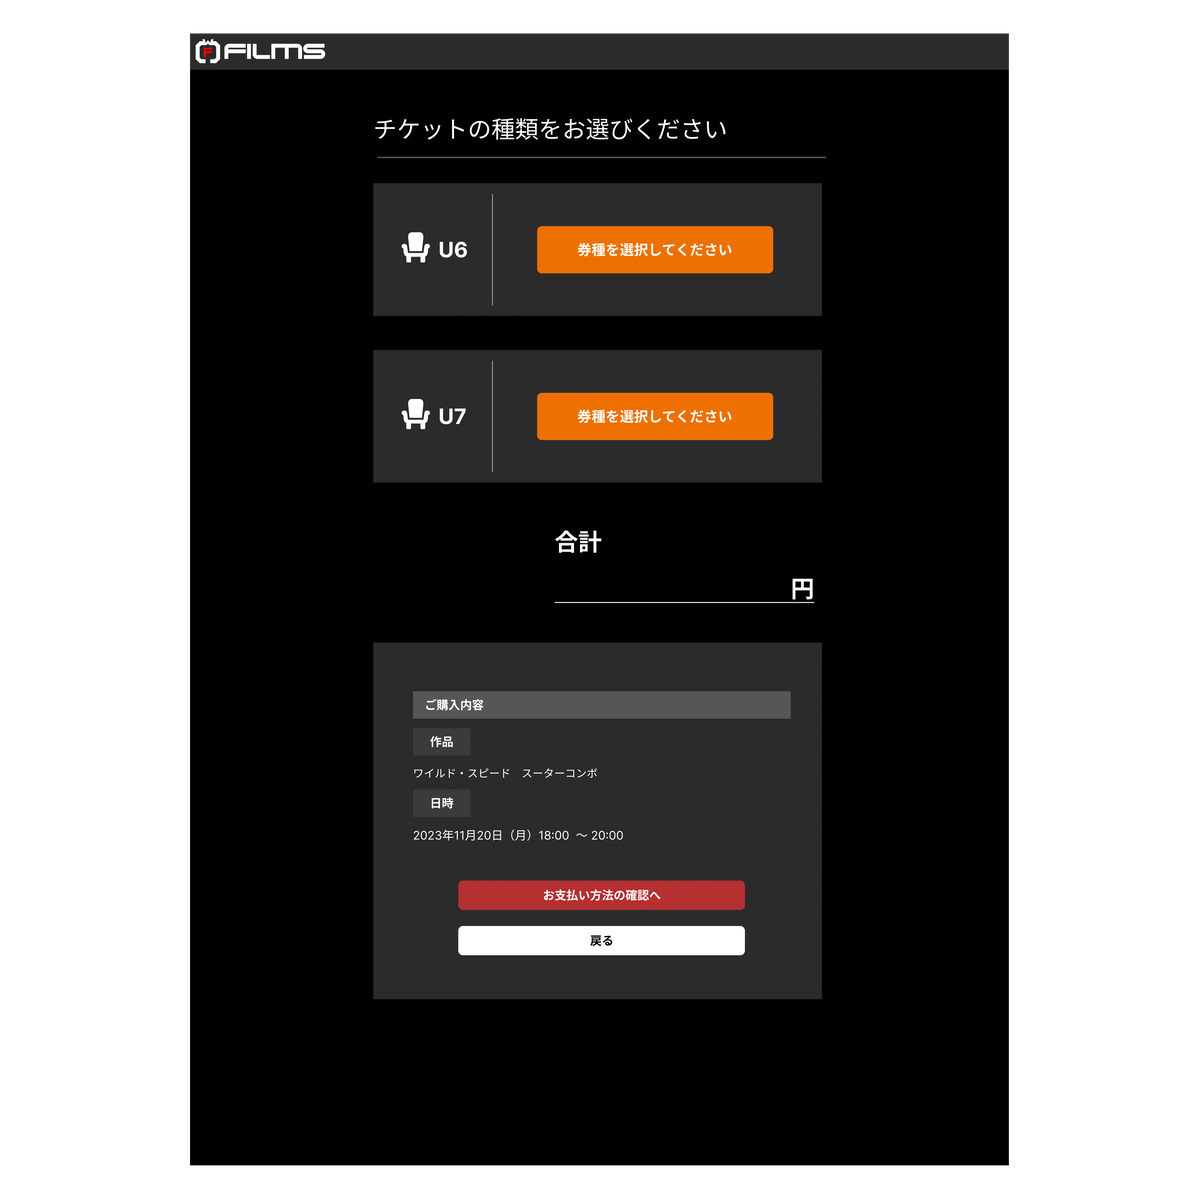 FILMS
チケットの種類をお選びください
U6
券種を選択してください
U7
券種を選択してください
合計
円
ご購入内容
作品
ワイルド・スピード　スーターコンボ
日時
2023年11月20日（月）18:00 ～ 20:00
お支払い方法の確認へ
戻る